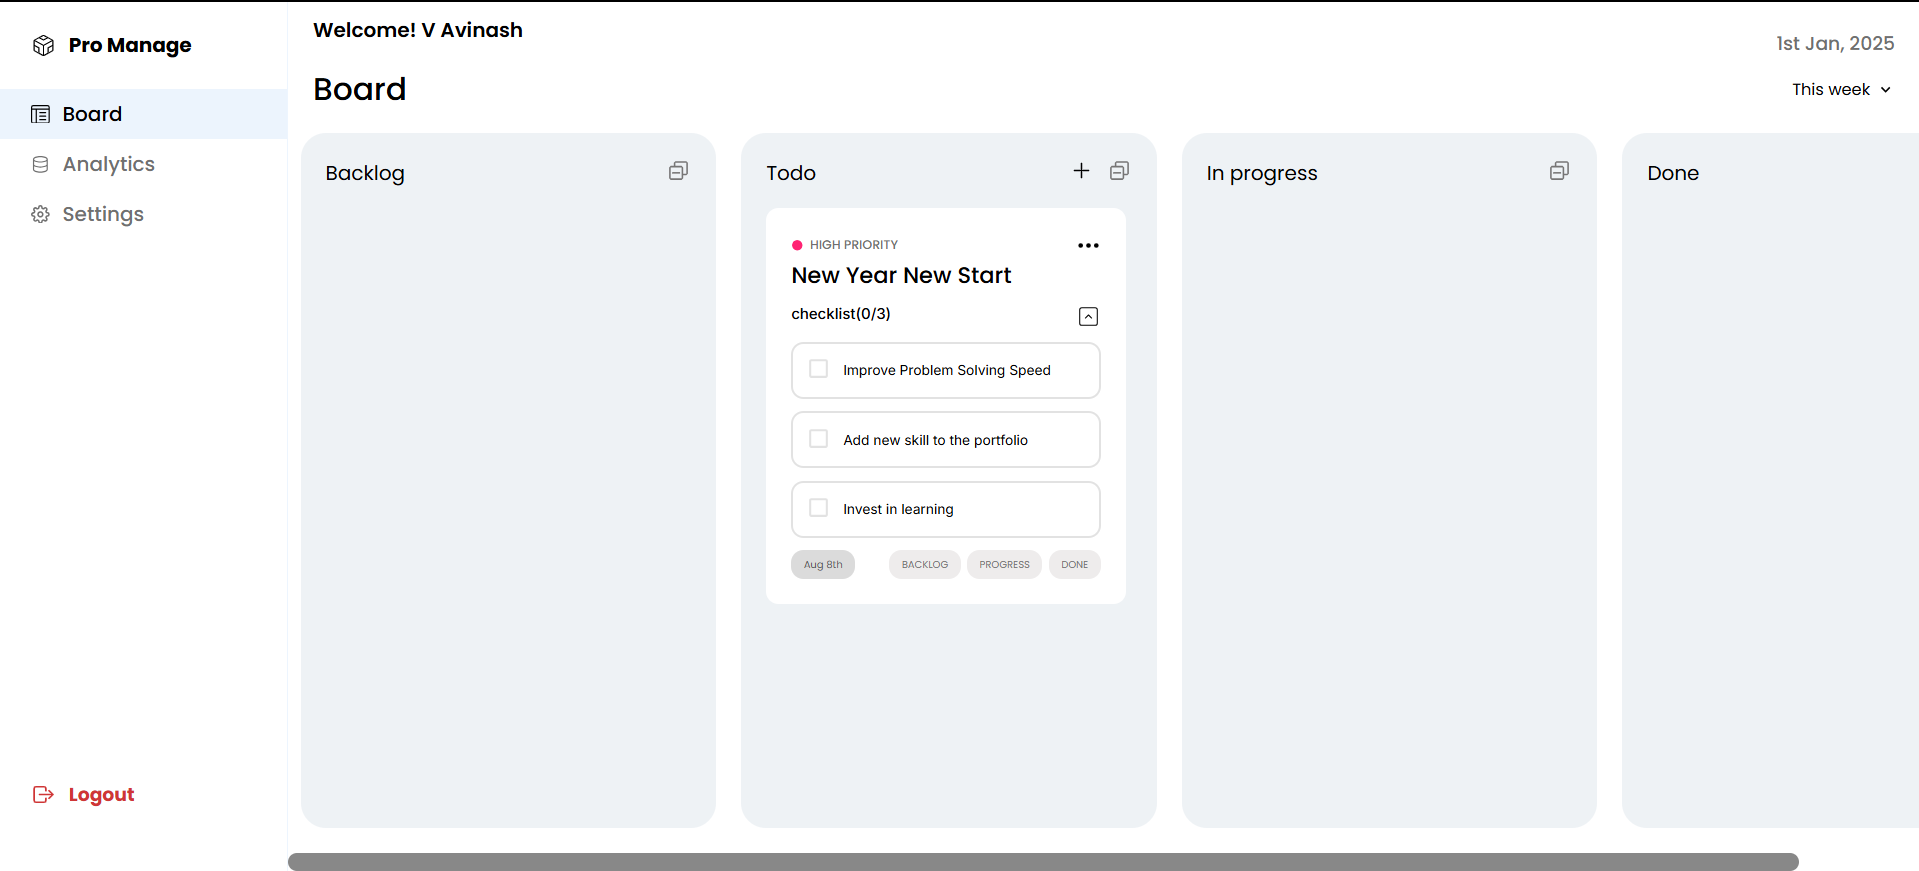 Pro Manage
Board
Analytics
Settings
Logout
Welcome! V Avinash
1st Jan, 2025
Board
This week
Backlog
Todo
HIGH PRIORITY
New Year New Start
checklist(0/3)
Improve Problem Solving Speed
Add new skill to the portfolio
Invest in learning
Aug 8th BACKLOG PROGRESS DONE
In progress
Done